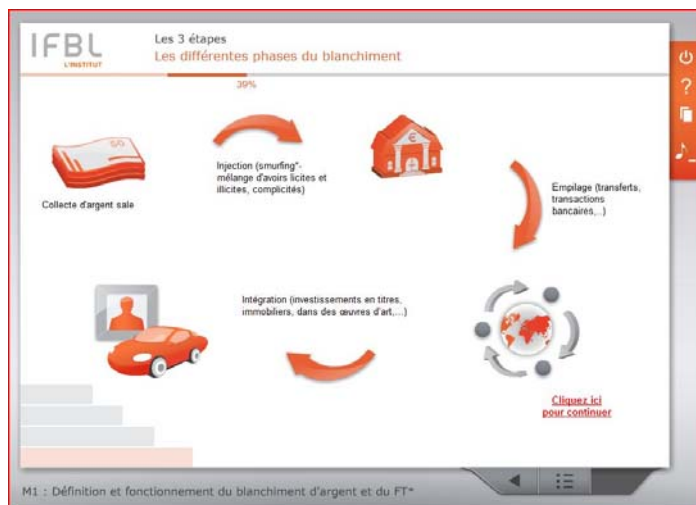 IFBL
L'INSTITUT
Les 3 étapes
Les différentes phases du blanchiment
39%
Collecte d'argent sale
Injection (smurfing*-
mélange d'avoirs licites et
illicites, complicités)
Empilage (transferts,
transactions
bancaires,..)
Intégration (investissements en titres,
immobiliers, dans des œuvres d'art,...)
Cliquez ici
pour continuer
M1 : Définition et fonctionnement du blanchiment d'argent et du FT*